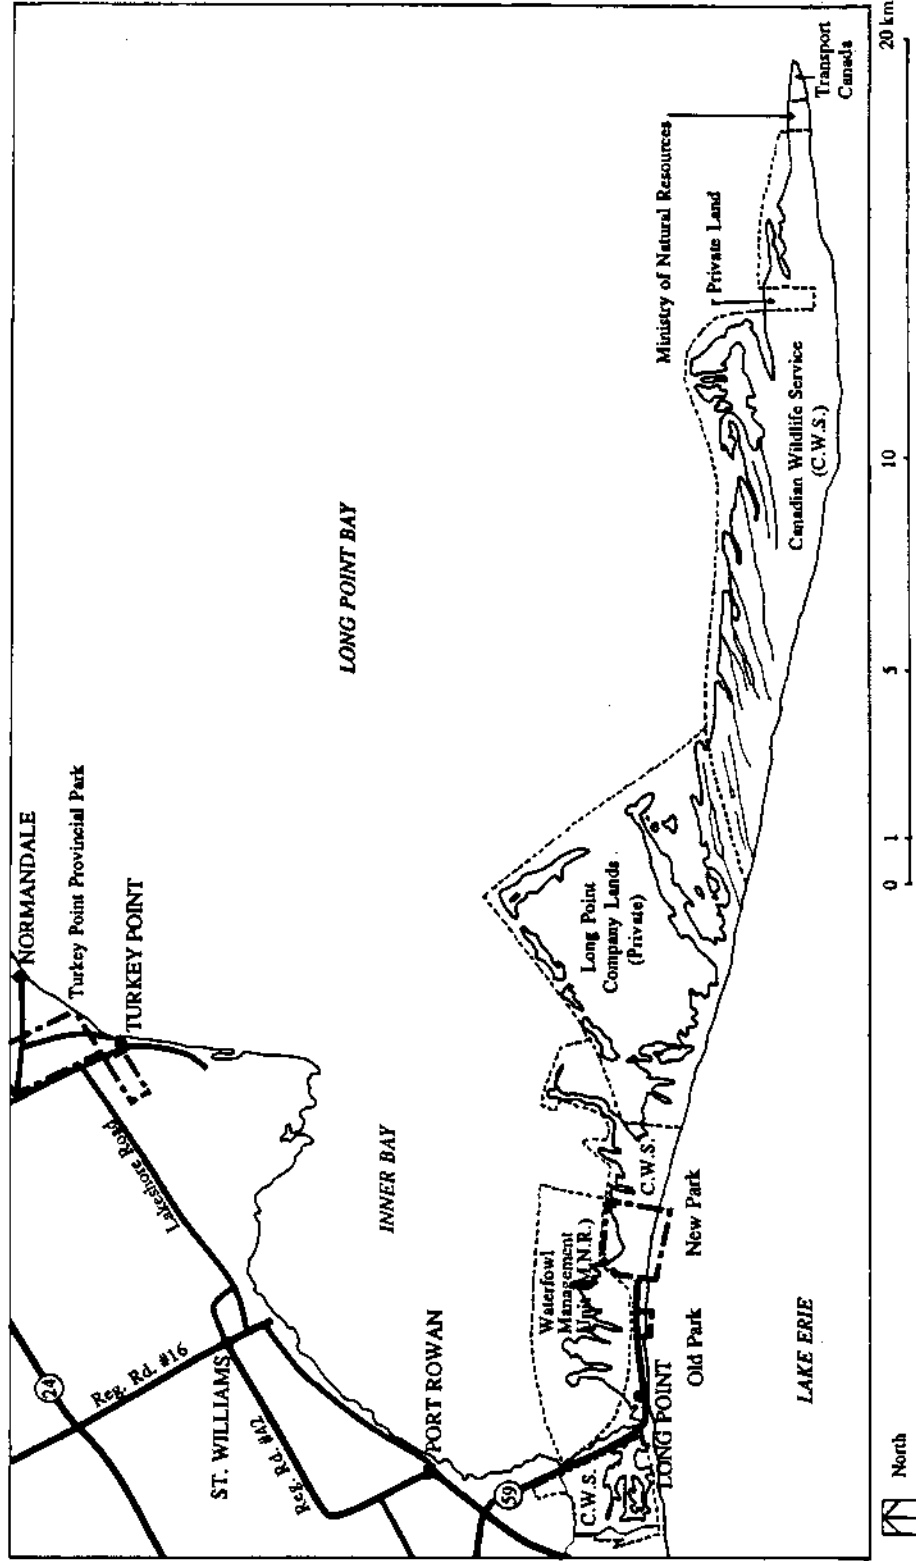 NORMANDALE
Turkey Point Provincial Park
TURKEY POINT
Lakeshore Road
24
Reg. Rd. #16
ST. WILLIAMS
Reg. Rd. #42
PORT ROWAN
59
INNER BAY
LONG POINT BAY
Waterfowl
Management
Unit (M.N.R.)
C.W.S.
LONG POINT
Old Park
New Park
C.W.S.
Long Point
Company Lands
(Private)
Ministry of Natural Resources
Private Land
Canadian Wildlife Service
(C.W.S.)
Transport
Canada
LAKE ERIE
North
0 1 5 10 20 km